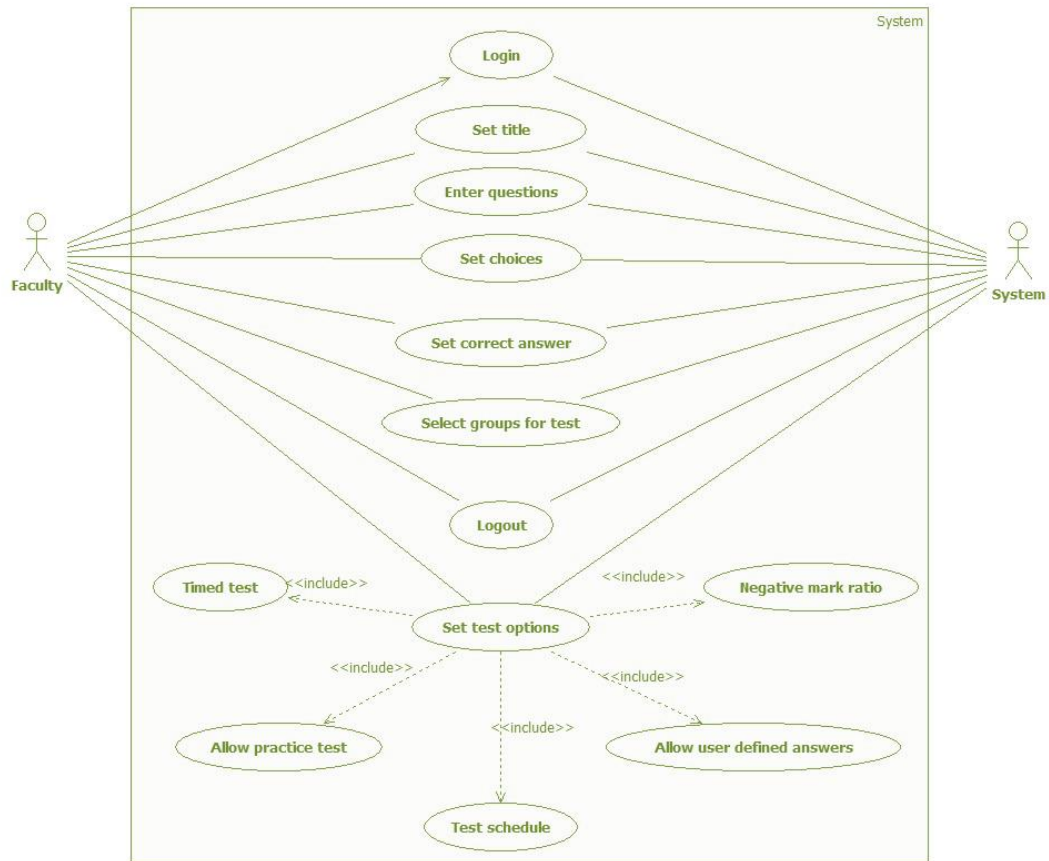 System
Login
Set title
Enter questions
Set choices
Faculty
System
Set correct answer
Select groups for test
Logout
Timed test
<<include>>
<<include>>
Negative mark ratio
Set test options
<<include>>
<<include>>
<<include>>
Allow practice test
Allow user defined answers
Test schedule